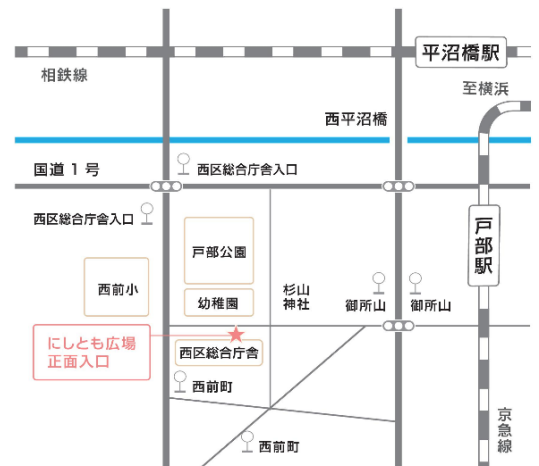 平沼橋駅
相鉄線
至横浜
西平沼橋
国道1号
西区総合庁舎入口
西区総合庁舎入口
戸部公園
戸部駅
西前小
幼稚園
杉山
神社
御所山
御所山
にしとも広場
正面入口
西区総合庁舎
西前町
西前町
京急線